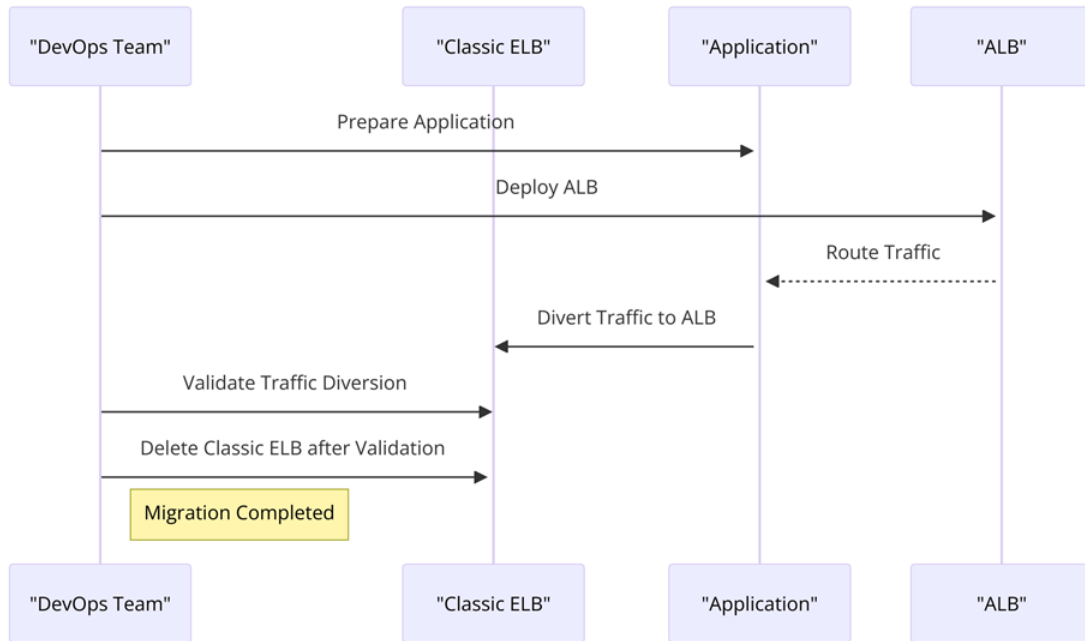 "DevOps Team"
"Classic ELB"
"Application"
"ALB"
Prepare Application
Deploy ALB
Route Traffic
Divert Traffic to ALB
Validate Traffic Diversion
Delete Classic ELB after Validation
Migration Completed
"DevOps Team"
"Classic ELB"
"Application"
"ALB"